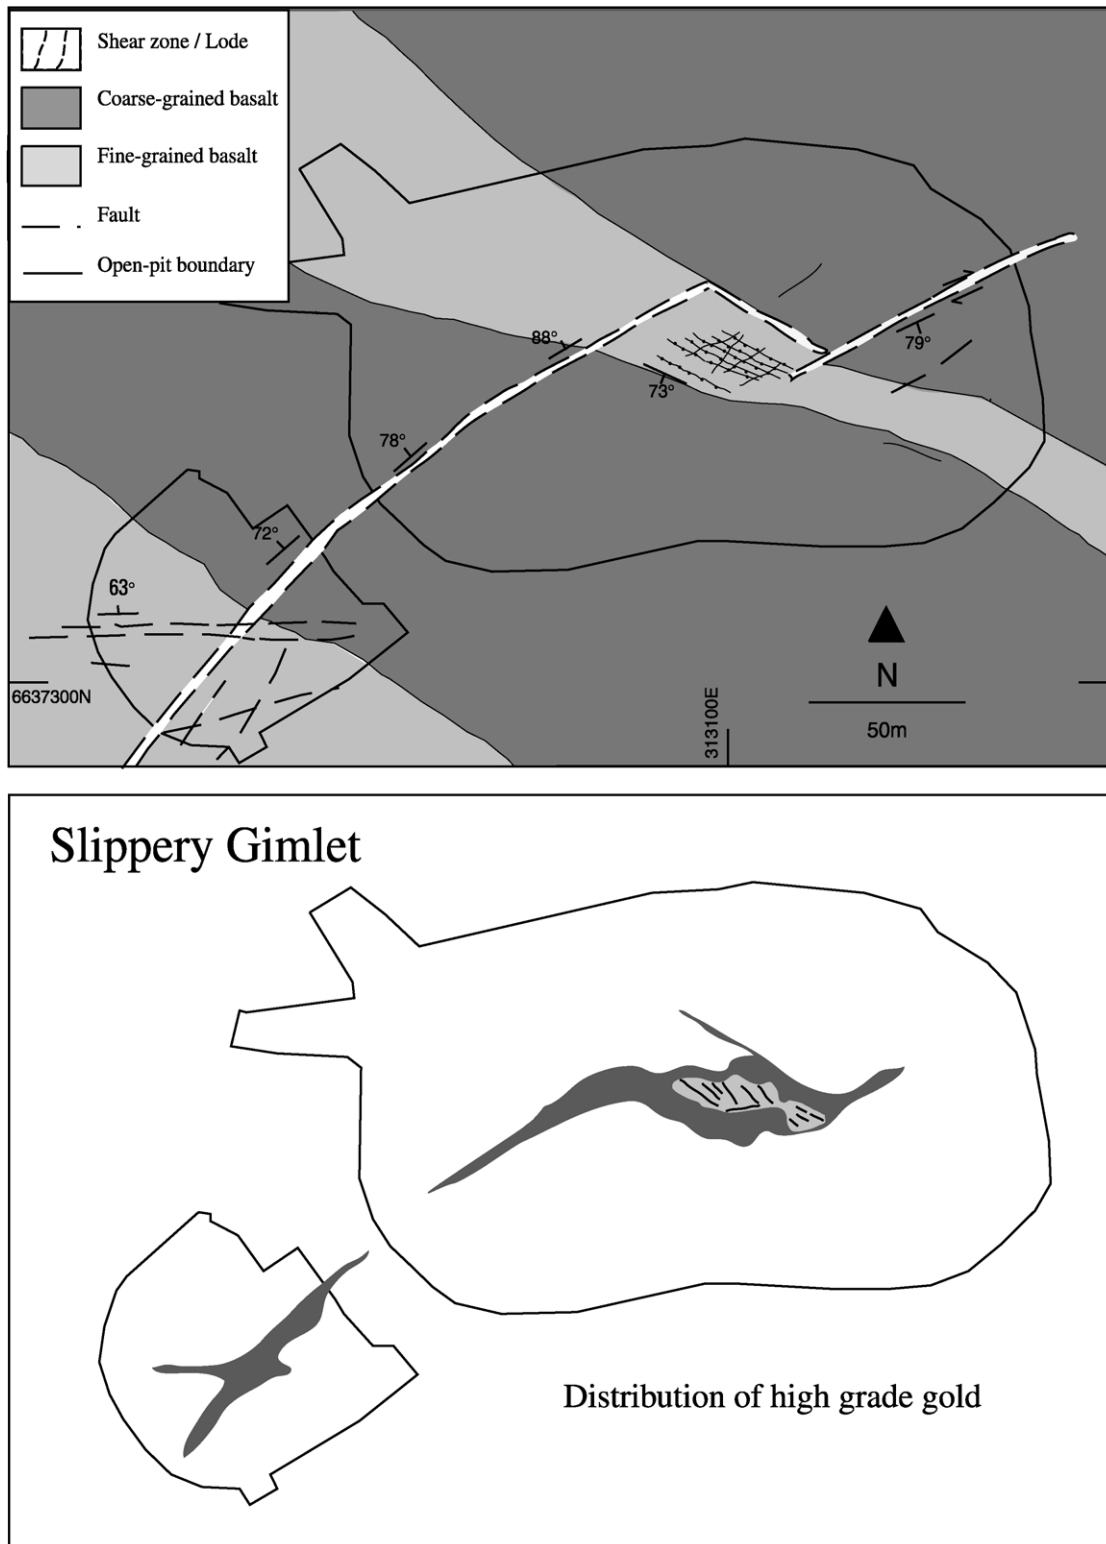 Shear zone / Lode
Coarse-grained basalt
Fine-grained basalt
Fault
Open-pit boundary
88°
79°
73°
78°
72°
63°
6637300N
313100E
N
50m
Slippery Gimlet
Distribution of high grade gold